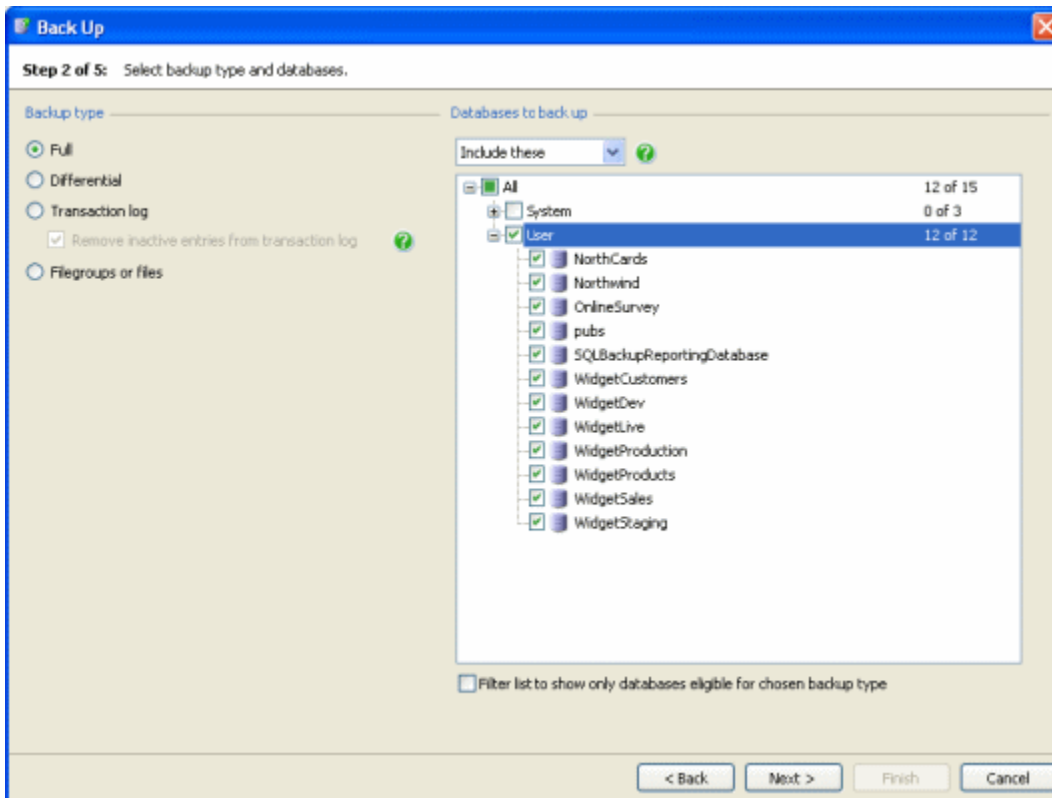 Back Up
Step 2 of 5: Select backup type and databases.
Backup type
Full
Differential
Transaction log
Remove inactive entries from transaction log
Filegroups or files
Databases to back up
Include these
All 12 of 15
System 0 of 3
User 12 of 12
NorthCards
Northwind
OnlineSurvey
pubs
SQLBackupReportingDatabase
WidgetCustomers
WidgetDev
WidgetLive
WidgetProduction
WidgetProducts
WidgetSales
WidgetStaging
Filter list to show only databases eligible for chosen backup type
< Back Next > Finish Cancel